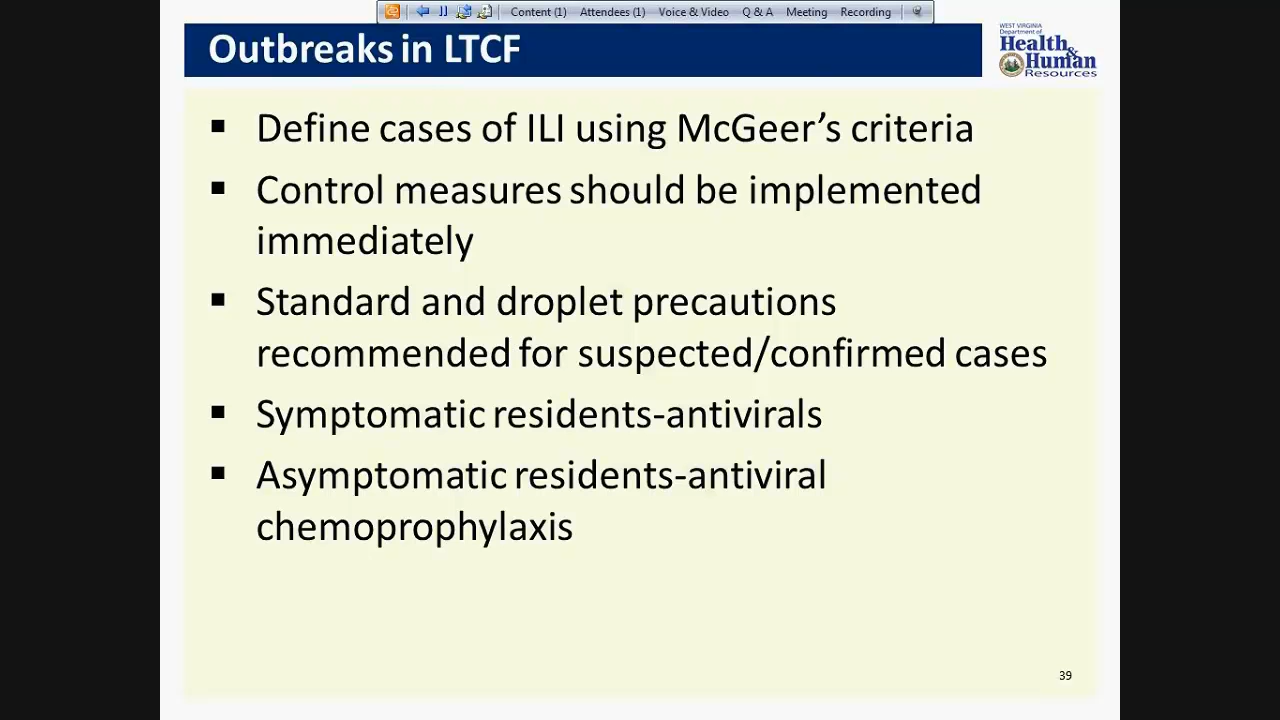 Content (1) Attendees (1) Voice & Video Q & A Meeting Recording
Outbreaks in LTCF
WEST VIRGINIA
Department of
Health &
Human
Resources
▪ Define cases of ILI using McGeer’s criteria
▪ Control measures should be implemented
immediately
▪ Standard and droplet precautions
recommended for suspected/confirmed cases
▪ Symptomatic residents-antivirals
▪ Asymptomatic residents-antiviral
chemoprophylaxis
39